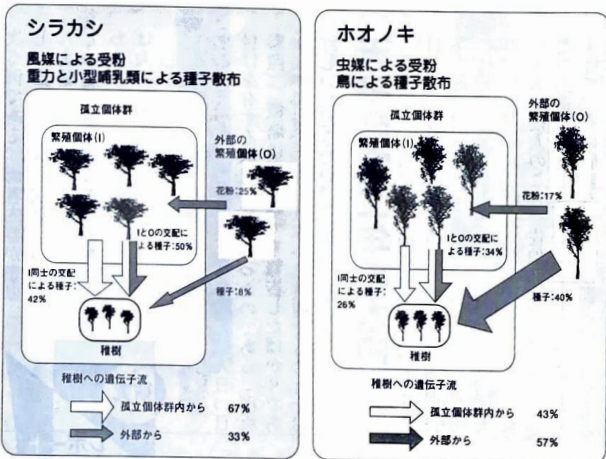 シラカシ
風媒による受粉
重力と小型哺乳類による種子散布
孤立個体群
繁殖個体(I)
外部の
繁殖個体(O)
花粉:25%
IとOの交配に
よる種子:50%
I同士の交配
による種子:
42%
種子:8%
稚樹
稚樹への遺伝子流
孤立個体群内から 67%
外部から 33%
ホオノキ
虫媒による受粉
鳥による種子散布
孤立個体群
繁殖個体(I)
外部の
繁殖個体(O)
花粉:17%
IとOの交配に
よる種子:34%
I同士の交配
による種子:
26%
種子:40%
稚樹
稚樹への遺伝子流
孤立個体群内から 43%
外部から 57%